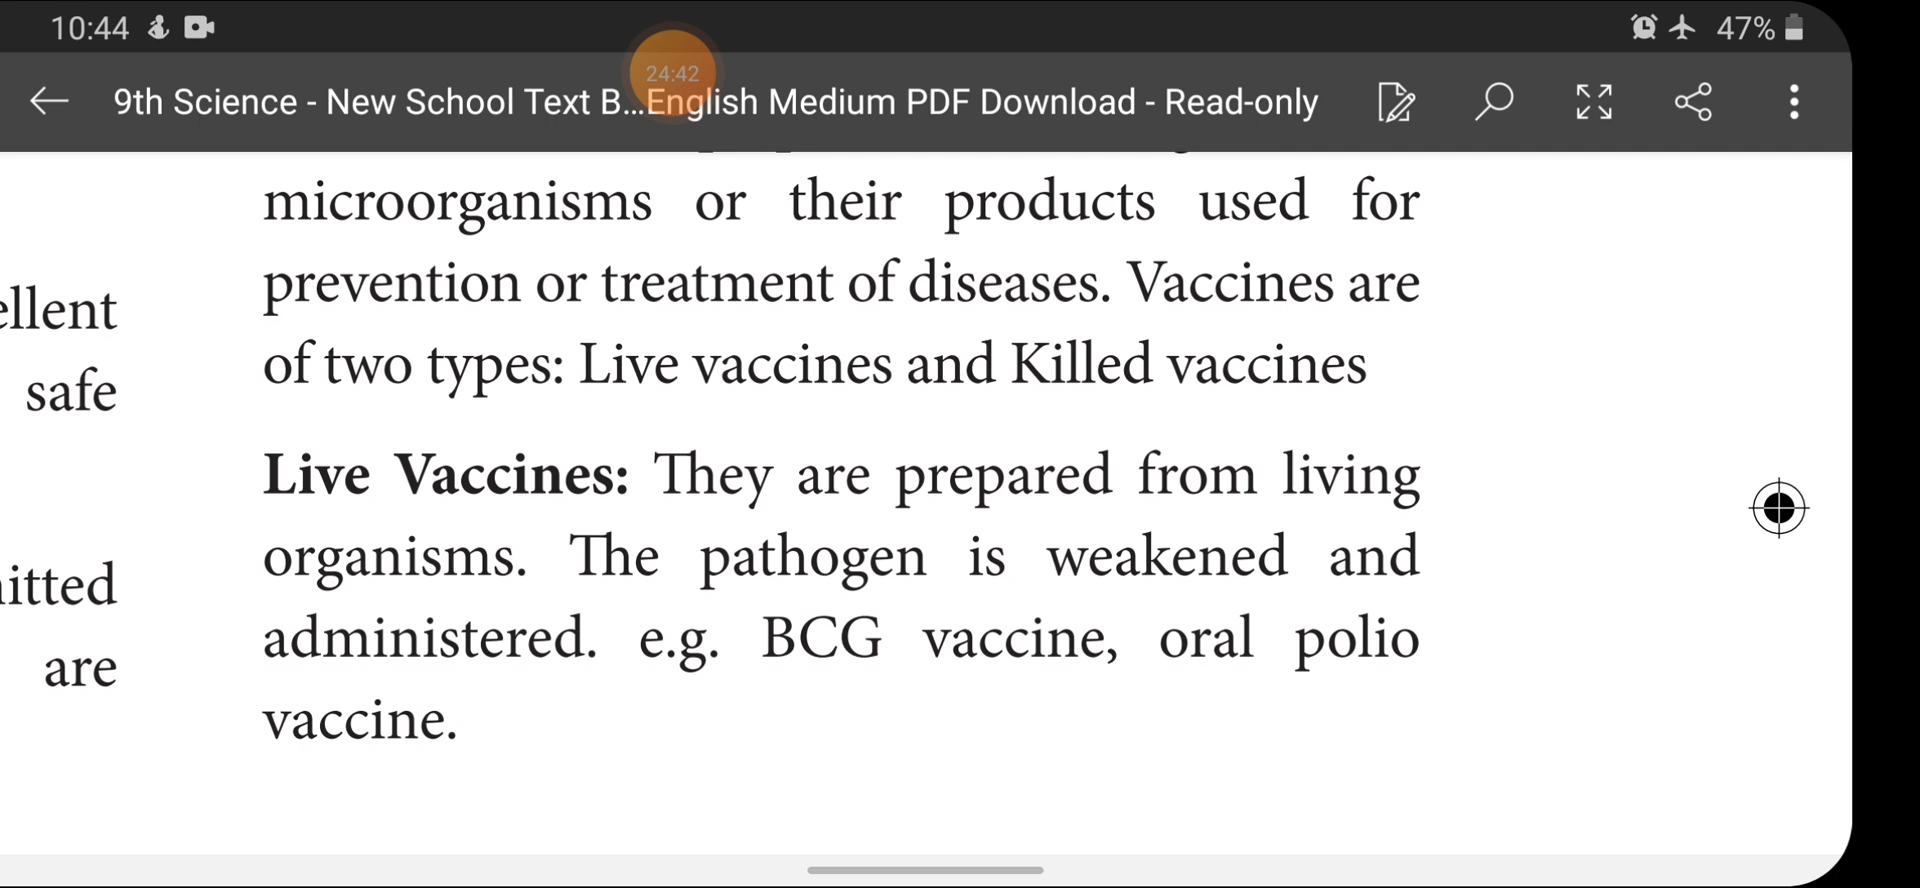 10:44
47%
24:42
9th Science - New School Text B...English Medium PDF Download - Read-only
microorganisms or their products used for
prevention or treatment of diseases. Vaccines are
of two types: Live vaccines and Killed vaccines
safe
Live Vaccines: They are prepared from living
organisms. The pathogen is weakened and
administered. e.g. BCG vaccine, oral polio
are
vaccine.